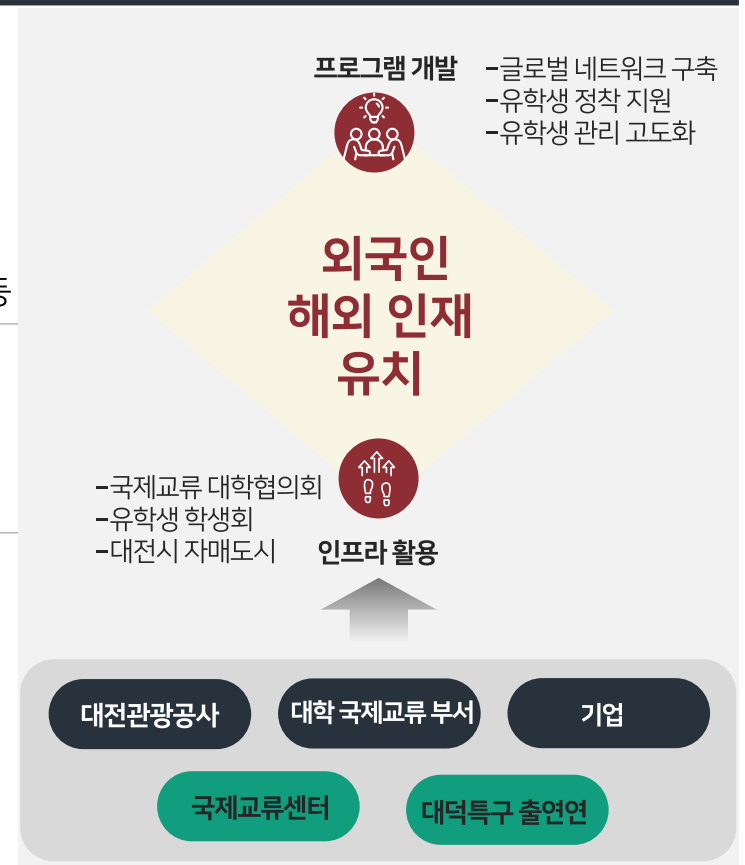 프로그램 개발
-글로벌 네트워크 구축
-유학생 정착 지원
-유학생 관리 고도화
외국인
해외 인재
유치
등
-국제교류 대학협의회
-유학생 학생회
-대전시 자매도시
인프라 활용
대전관광공사
대학 국제교류 부서
기업
국제교류센터
대덕특구 출연연